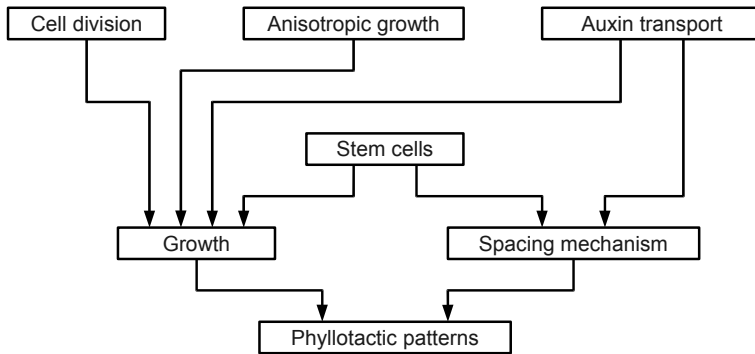 Cell division
Anisotropic growth
Auxin transport
Stem cells
Growth
Spacing mechanism
Phyllotactic patterns